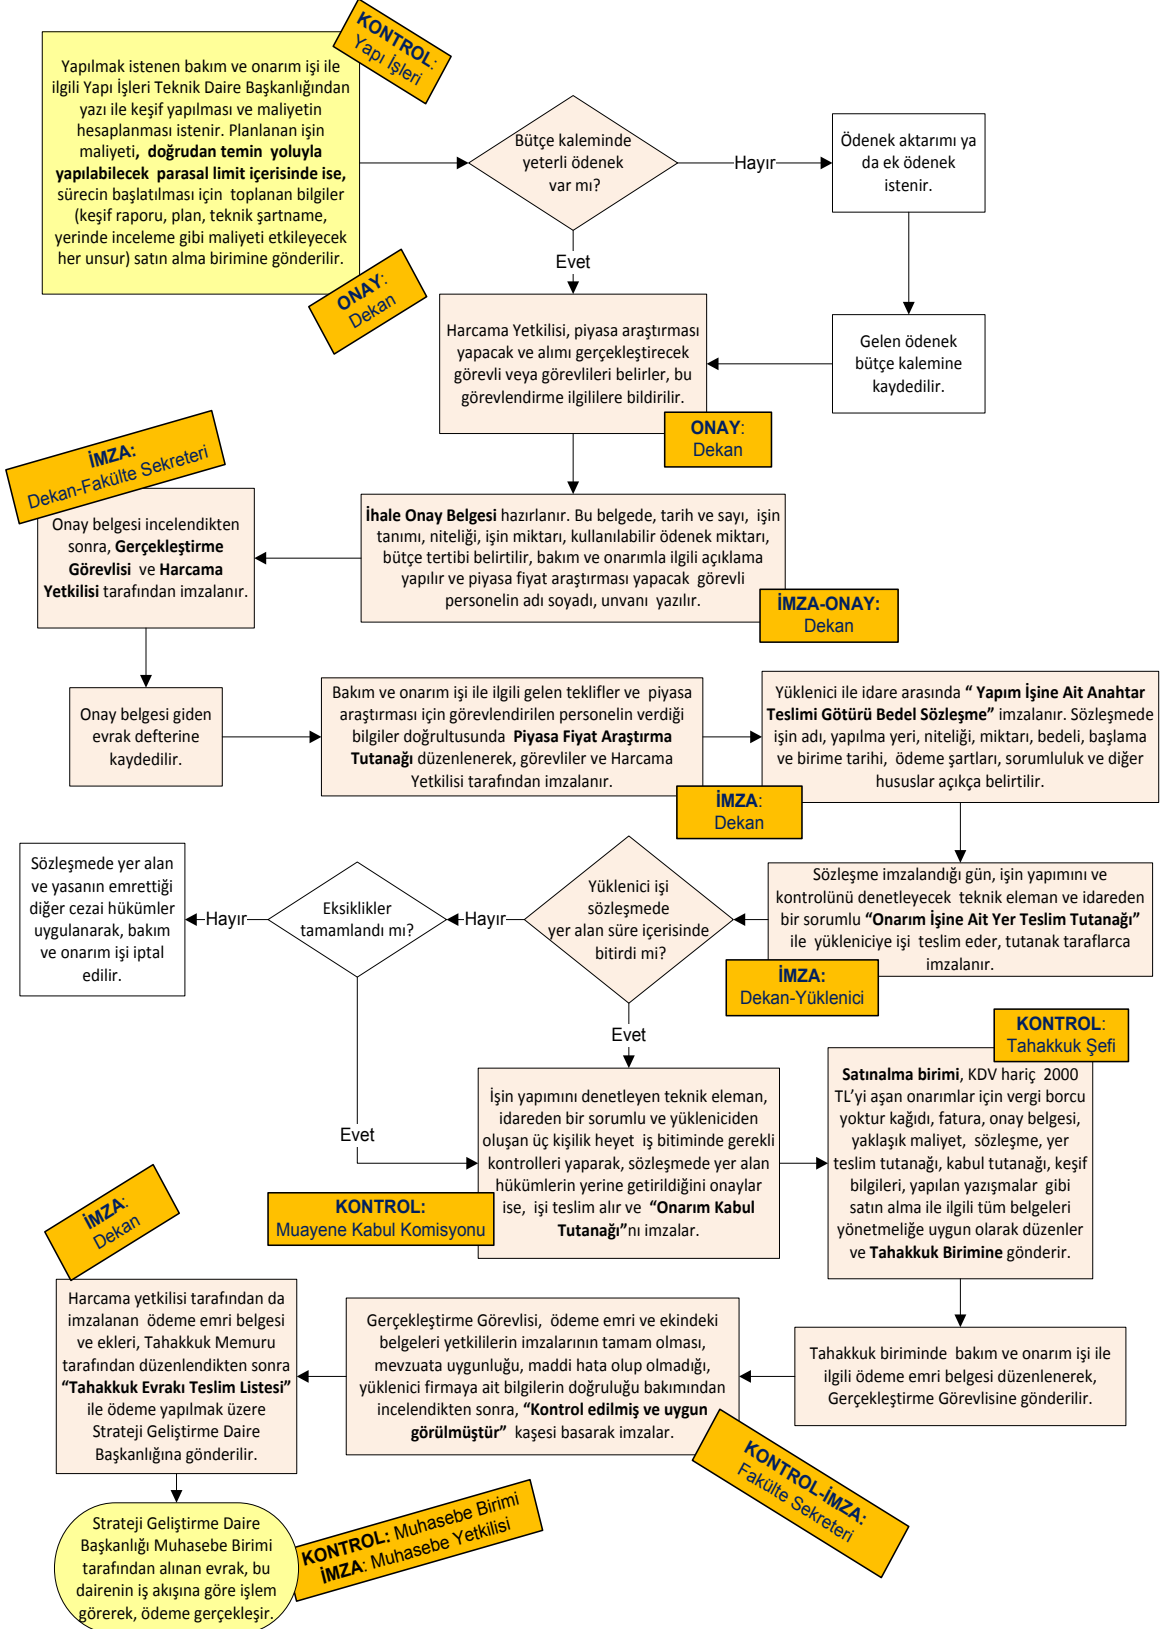 KONTROL:
Yapı İşleri
Yapılmak istenen bakım ve onarım işi ile
ilgili Yapı İşleri Teknik Daire Başkanlığından
yazı ile keşif yapılması ve maliyetin
hesaplanması istenir. Planlanan işin
maliyeti, doğrudan temin yoluyla
yapılabilecek parasal limit içerisinde ise,
sürecin başlatılması için toplanan bilgiler
(keşif raporu, plan, teknik şartname,
yerinde inceleme gibi maliyeti etkileyecek
her unsur) satın alma birimine gönderilir.
ONAY:
Dekan
Bütçe kaleminde
yeterli ödenek
var mı?
Hayır
Ödenek aktarımı ya
da ek ödenek
istenir.
Evet
Gelen ödenek
bütçe kalemine
kaydedilir.
Harcama Yetkilisi, piyasa araştırması
yapacak ve alımı gerçekleştirecek
görevli veya görevlileri belirler, bu
görevlendirme ilgililere bildirilir.
ONAY:
Dekan
İhale Onay Belgesi hazırlanır. Bu belgede, tarih ve sayı, işin
tanımı, niteliği, işin miktarı, kullanılabilir ödenek miktarı,
bütçe tertibi belirtilir, bakım ve onarımla ilgili açıklama
yapılır ve piyasa fiyat araştırması yapacak görevli
personelin adı soyadı, unvanı yazılır.
İMZA-ONAY:
Dekan
İMZA:
Dekan-Fakülte Sekreteri
Onay belgesi incelendikten
sonra, Gerçekleştirme
Görevlisi ve Harcama
Yetkilisi tarafından imzalanır.
Onay belgesi giden
evrak defterine
kaydedilir.
Bakım ve onarım işi ile ilgili gelen teklifler ve piyasa
araştırması için görevlendirilen personelin verdiği
bilgiler doğrultusunda Piyasa Fiyat Araştırma
Tutanağı düzenlenerek, görevliler ve Harcama
Yetkilisi tarafından imzalanır.
İMZA:
Dekan
Yüklenici ile idare arasında “ Yapım İşine Ait Anahtar
Teslimi Götürü Bedel Sözleşme” imzalanır. Sözleşmede
işin adı, yapılma yeri, niteliği, miktarı, bedeli, başlama
ve birime tarihi, ödeme şartları, sorumluluk ve diğer
hususlar açıkça belirtilir.
Sözleşme imzalandığı gün, işin yapımını ve
kontrolünü denetleyecek teknik eleman ve idareden
bir sorumlu “Onarım İşine Ait Yer Teslim Tutanağı”
ile yükleniciye işi teslim eder, tutanak taraflarca
imzalanır.
İMZA:
Dekan-Yüklenici
Yüklenici işi
sözleşmede
yer alan süre içerisinde
bitirdi mi?
Hayır
Eksiklikler
tamamlandı mı?
Hayır
Sözleşmede yer alan
ve yasanın emrettiği
diğer cezai hükümler
uygulanarak, bakım
ve onarım işi iptal
edilir.
Evet
Evet
İşin yapımını denetleyen teknik eleman,
idareden bir sorumlu ve yükleniciden
oluşan üç kişilik heyet iş bitiminde gerekli
kontrolleri yaparak, sözleşmede yer alan
hükümlerin yerine getirildiğini onaylar
ise, işi teslim alır ve “Onarım Kabul
Tutanağı”nı imzalar.
KONTROL:
Muayene Kabul Komisyonu
KONTROL:
Tahakkuk Şefi
Satınalma birimi, KDV hariç 2000
TL’yi aşan onarımlar için vergi borcu
yoktur kağıdı, fatura, onay belgesi,
yaklaşık maliyet, sözleşme, yer
teslim tutanağı, kabul tutanağı, keşif
bilgileri, yapılan yazışmalar gibi
satın alma ile ilgili tüm belgeleri
yönetmeliğe uygun olarak düzenler
ve Tahakkuk Birimine gönderir.
Tahakkuk biriminde bakım ve onarım işi ile
ilgili ödeme emri belgesi düzenlenerek,
Gerçekleştirme Görevlisine gönderilir.
Gerçekleştirme Görevlisi, ödeme emri ve ekindeki
belgeleri yetkililerin imzalarının tamam olması,
mevzuata uygunluğu, maddi hata olup olmadığı,
yüklenici firmaya ait bilgilerin doğruluğu bakımından
incelendikten sonra, “Kontrol edilmiş ve uygun
görülmüştür” kaşesi basarak imzalar.
KONTROL-İMZA:
Fakülte Sekreteri
İMZA:
Dekan
Harcama yetkilisi tarafından da
imzalanan ödeme emri belgesi
ve ekleri, Tahakkuk Memuru
tarafından düzenlendikten sonra
“Tahakkuk Evrakı Teslim Listesi”
ile ödeme yapılmak üzere
Strateji Geliştirme Daire
Başkanlığına gönderilir.
Strateji Geliştirme Daire
Başkanlığı Muhasebe Birimi
tarafından alınan evrak, bu
dairenin iş akışına göre işlem
görerek, ödeme gerçekleşir.
KONTROL: Muhasebe Birimi
İMZA: Muhasebe Yetkilisi